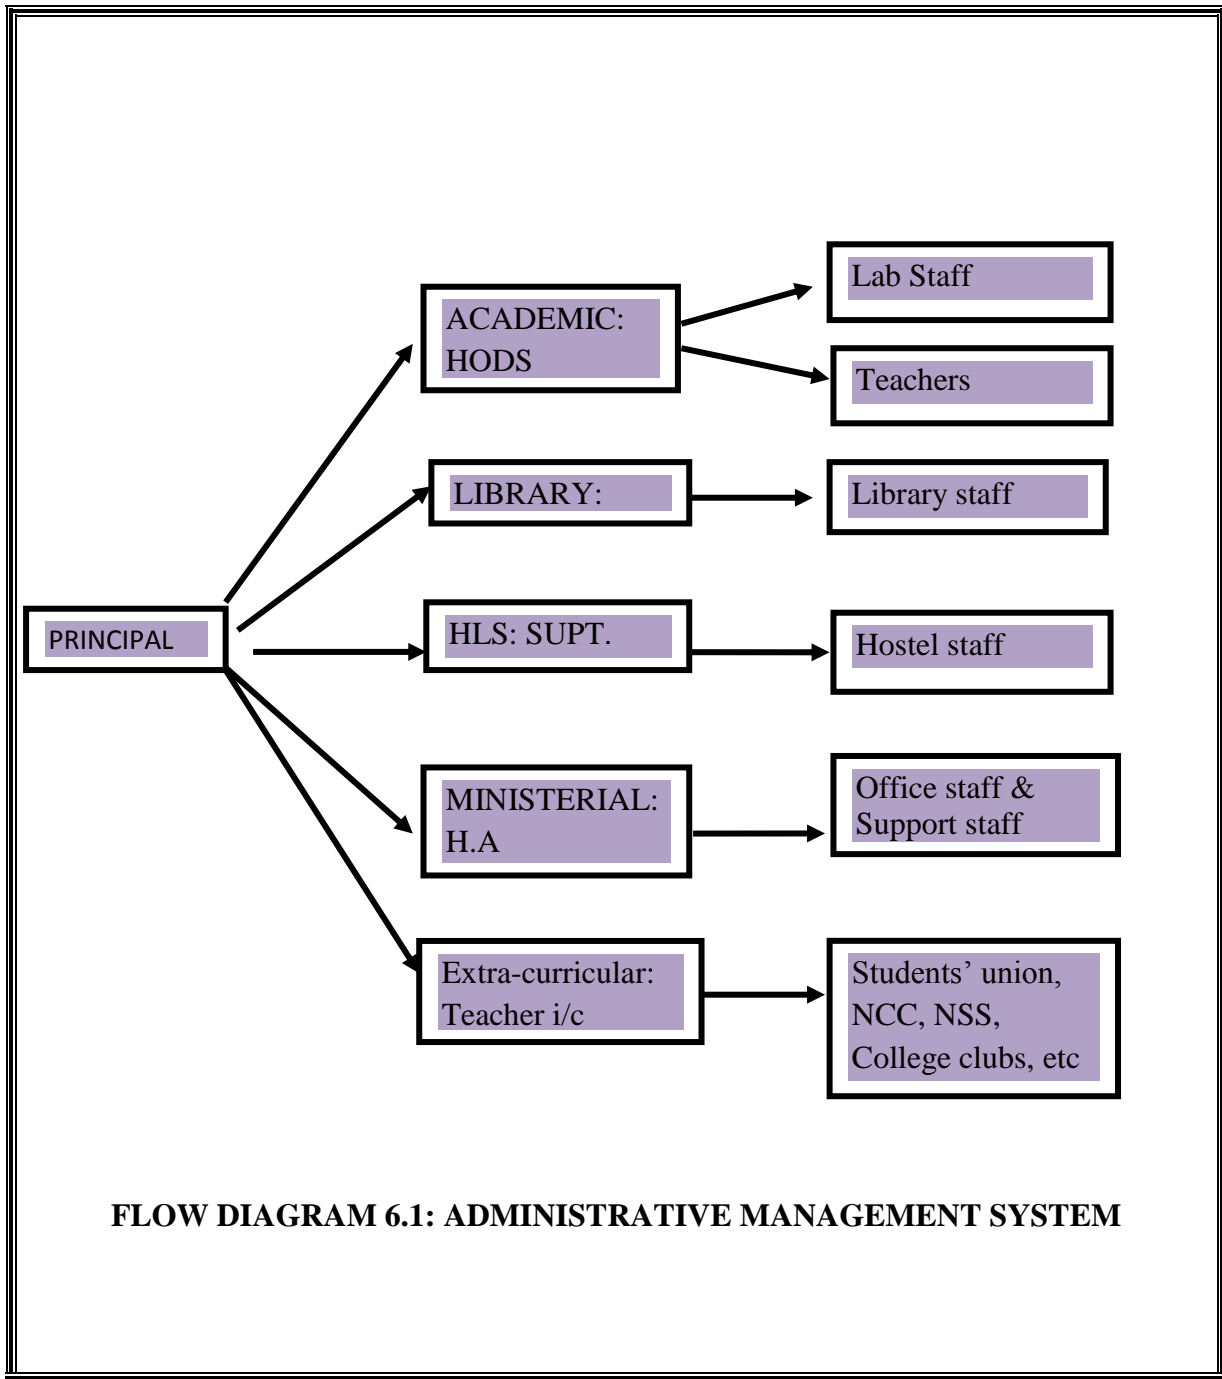 PRINCIPAL
ACADEMIC:
HODS
Lab Staff
Teachers
LIBRARY:
Library staff
HLS: SUPT.
Hostel staff
MINISTERIAL:
H.A
Office staff &
Support staff
Extra-curricular:
Teacher i/c
Students’ union,
NCC, NSS,
College clubs, etc
FLOW DIAGRAM 6.1: ADMINISTRATIVE MANAGEMENT SYSTEM